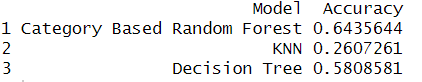 Model Accuracy
1 Category Based Random Forest 0.6435644
2 KNN 0.2607261
3 Decision Tree 0.5808581